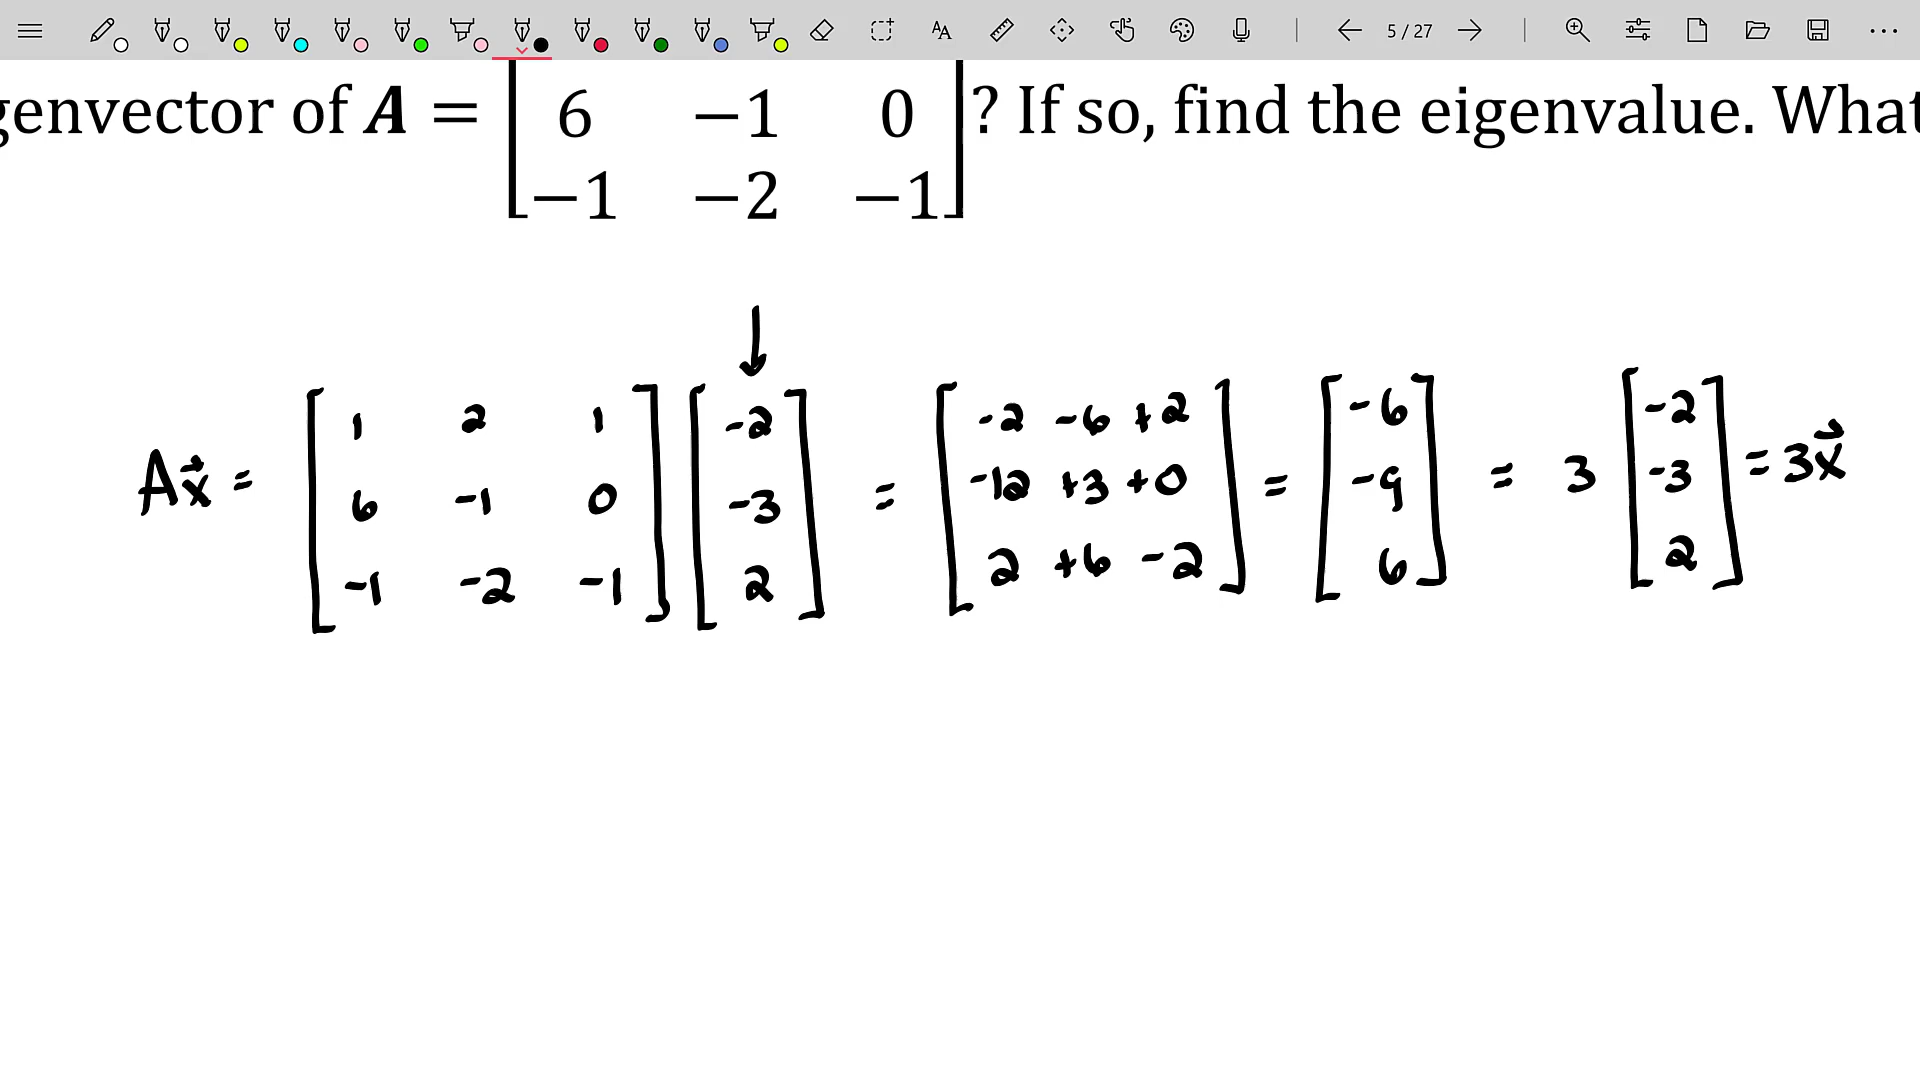 5 / 27
genvector of A = [6 −1 0
−1 −2 −1] ? If so, find the eigenvalue. What
Ax⃗ = [1 2 1
6 -1 0
-1 -2 -1] [-2
-3
2] = [-2 -6 +2
-12 +3 +0
2 +6 -2] = [-6
-9
6] = 3 [-2
-3
2] = 3x⃗